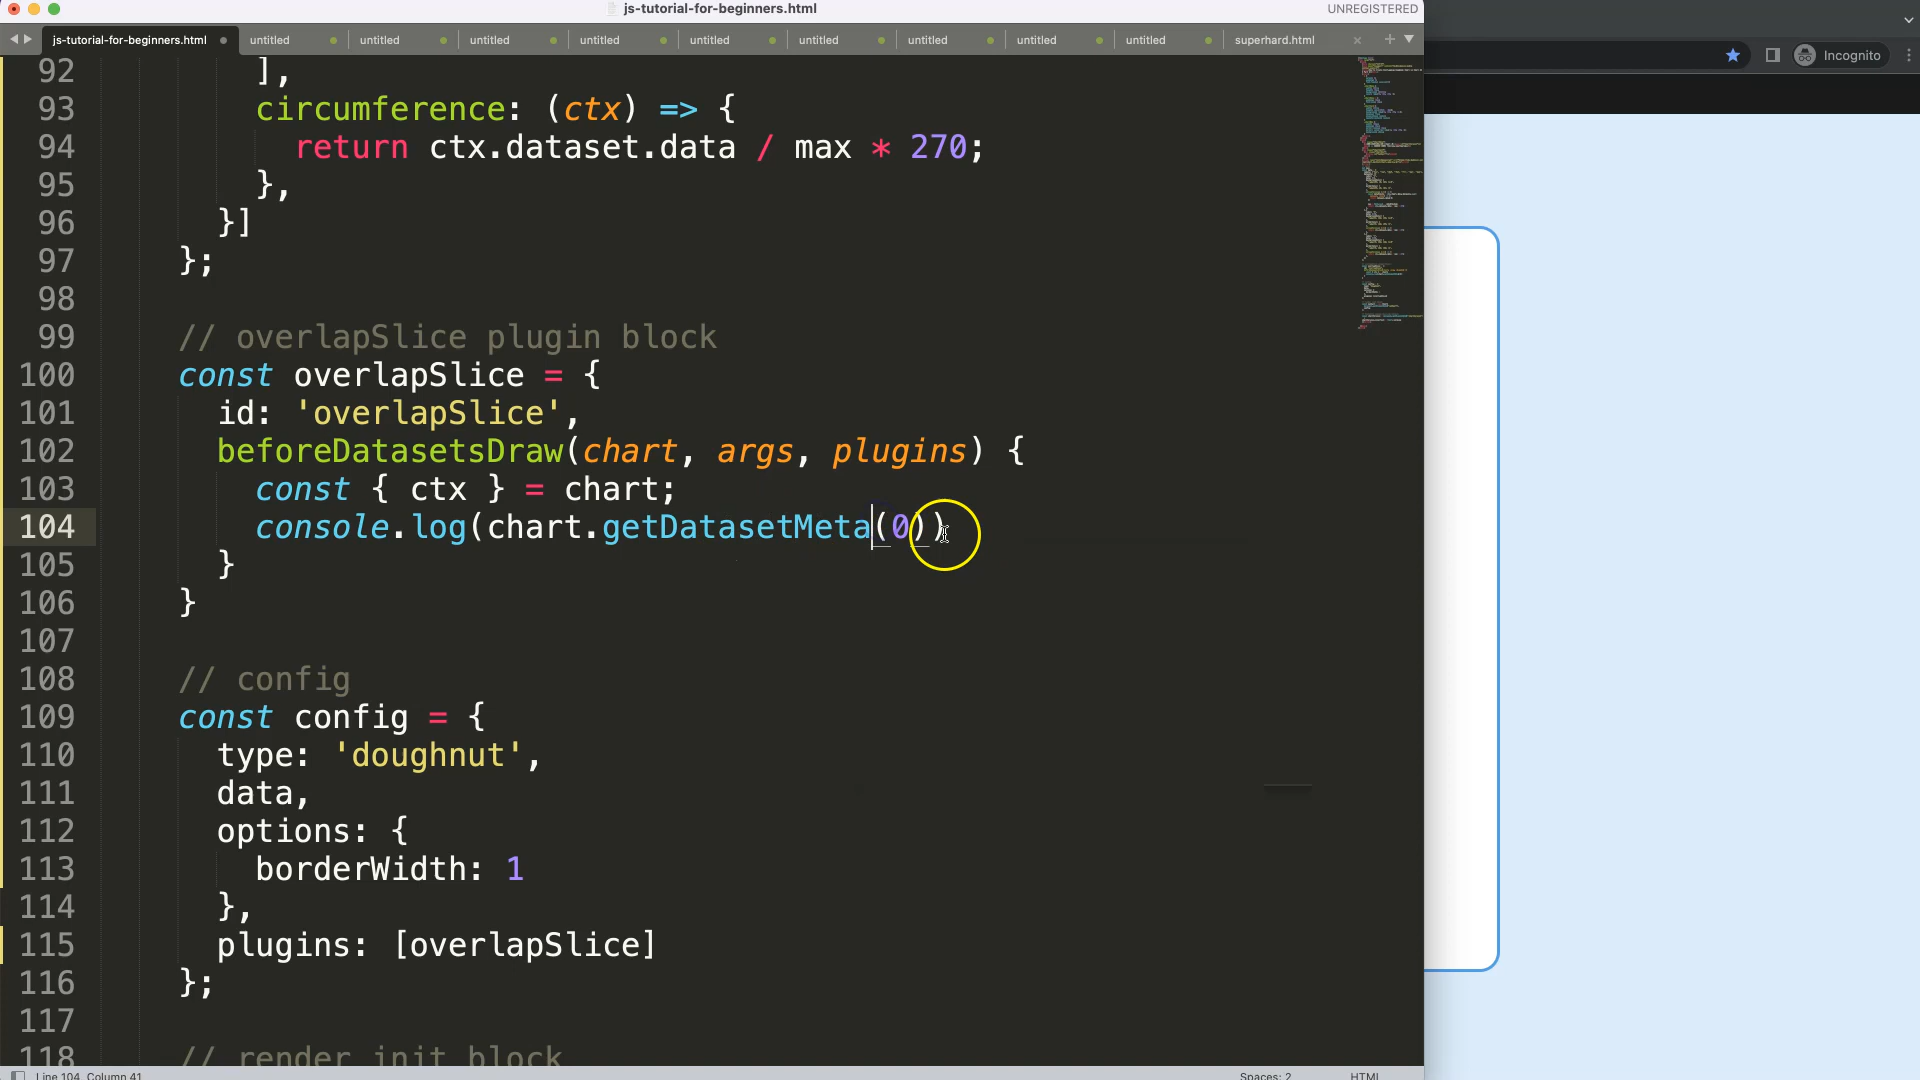 js-tutorial-for-beginners.html
UNREGISTERED
js-tutorial-for-beginners.html untitled untitled untitled untitled untitled untitled untitled untitled untitled superhard.html
Incognito
92 ],
93 circumference: (ctx) => {
94 return ctx.dataset.data / max * 270;
95 },
96 }]
97 };
98
99 // overlapSlice plugin block
100 const overlapSlice = {
101 id: 'overlapSlice',
102 beforeDatasetsDraw(chart, args, plugins) {
103 const { ctx } = chart;
104 console.log(chart.getDatasetMeta(0))
105 }
106 }
107
108 // config
109 const config = {
110 type: 'doughnut',
111 data,
112 options: {
113 borderWidth: 1
114 },
115 plugins: [overlapSlice]
116 };
117
118 // render init block
Line 104, Column 41
Spaces: 2
HTML